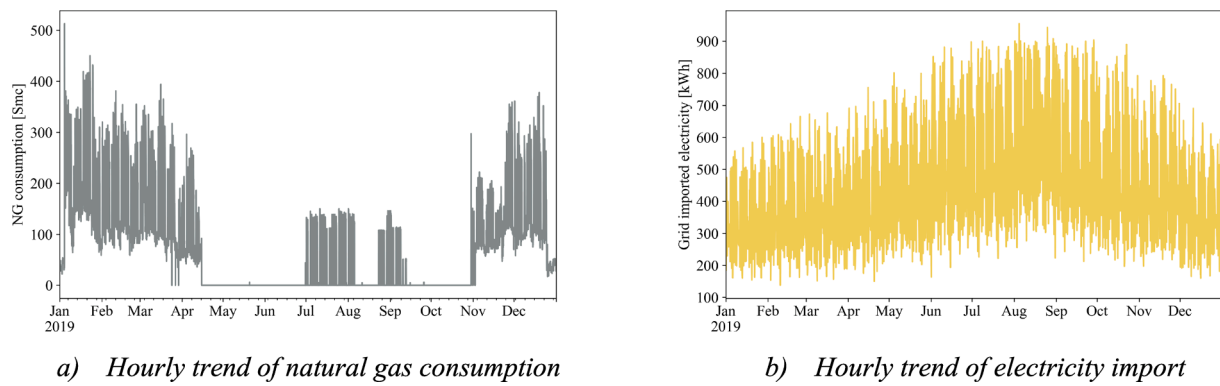 NG consumption [Smc]
500
400
300
200
100
0
Jan Feb Mar Apr May Jun Jul Aug Sep Oct Nov Dec
2019
a) Hourly trend of natural gas consumption
Grid imported electricity [kWh]
900
800
700
600
500
400
300
200
100
Jan Feb Mar Apr May Jun Jul Aug Sep Oct Nov Dec
2019
b) Hourly trend of electricity import